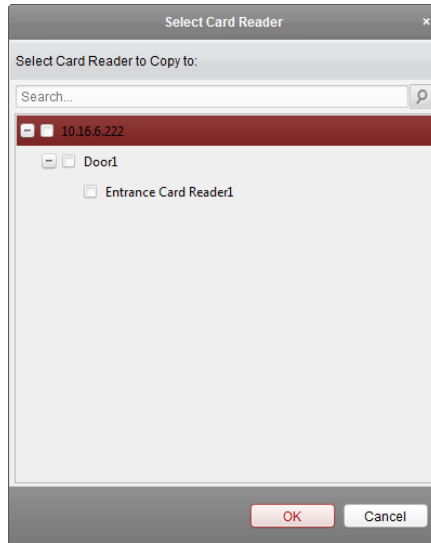 Select Card Reader ×
Select Card Reader to Copy to:
Search...
10.16.6.222
Door1
Entrance Card Reader1
OK Cancel